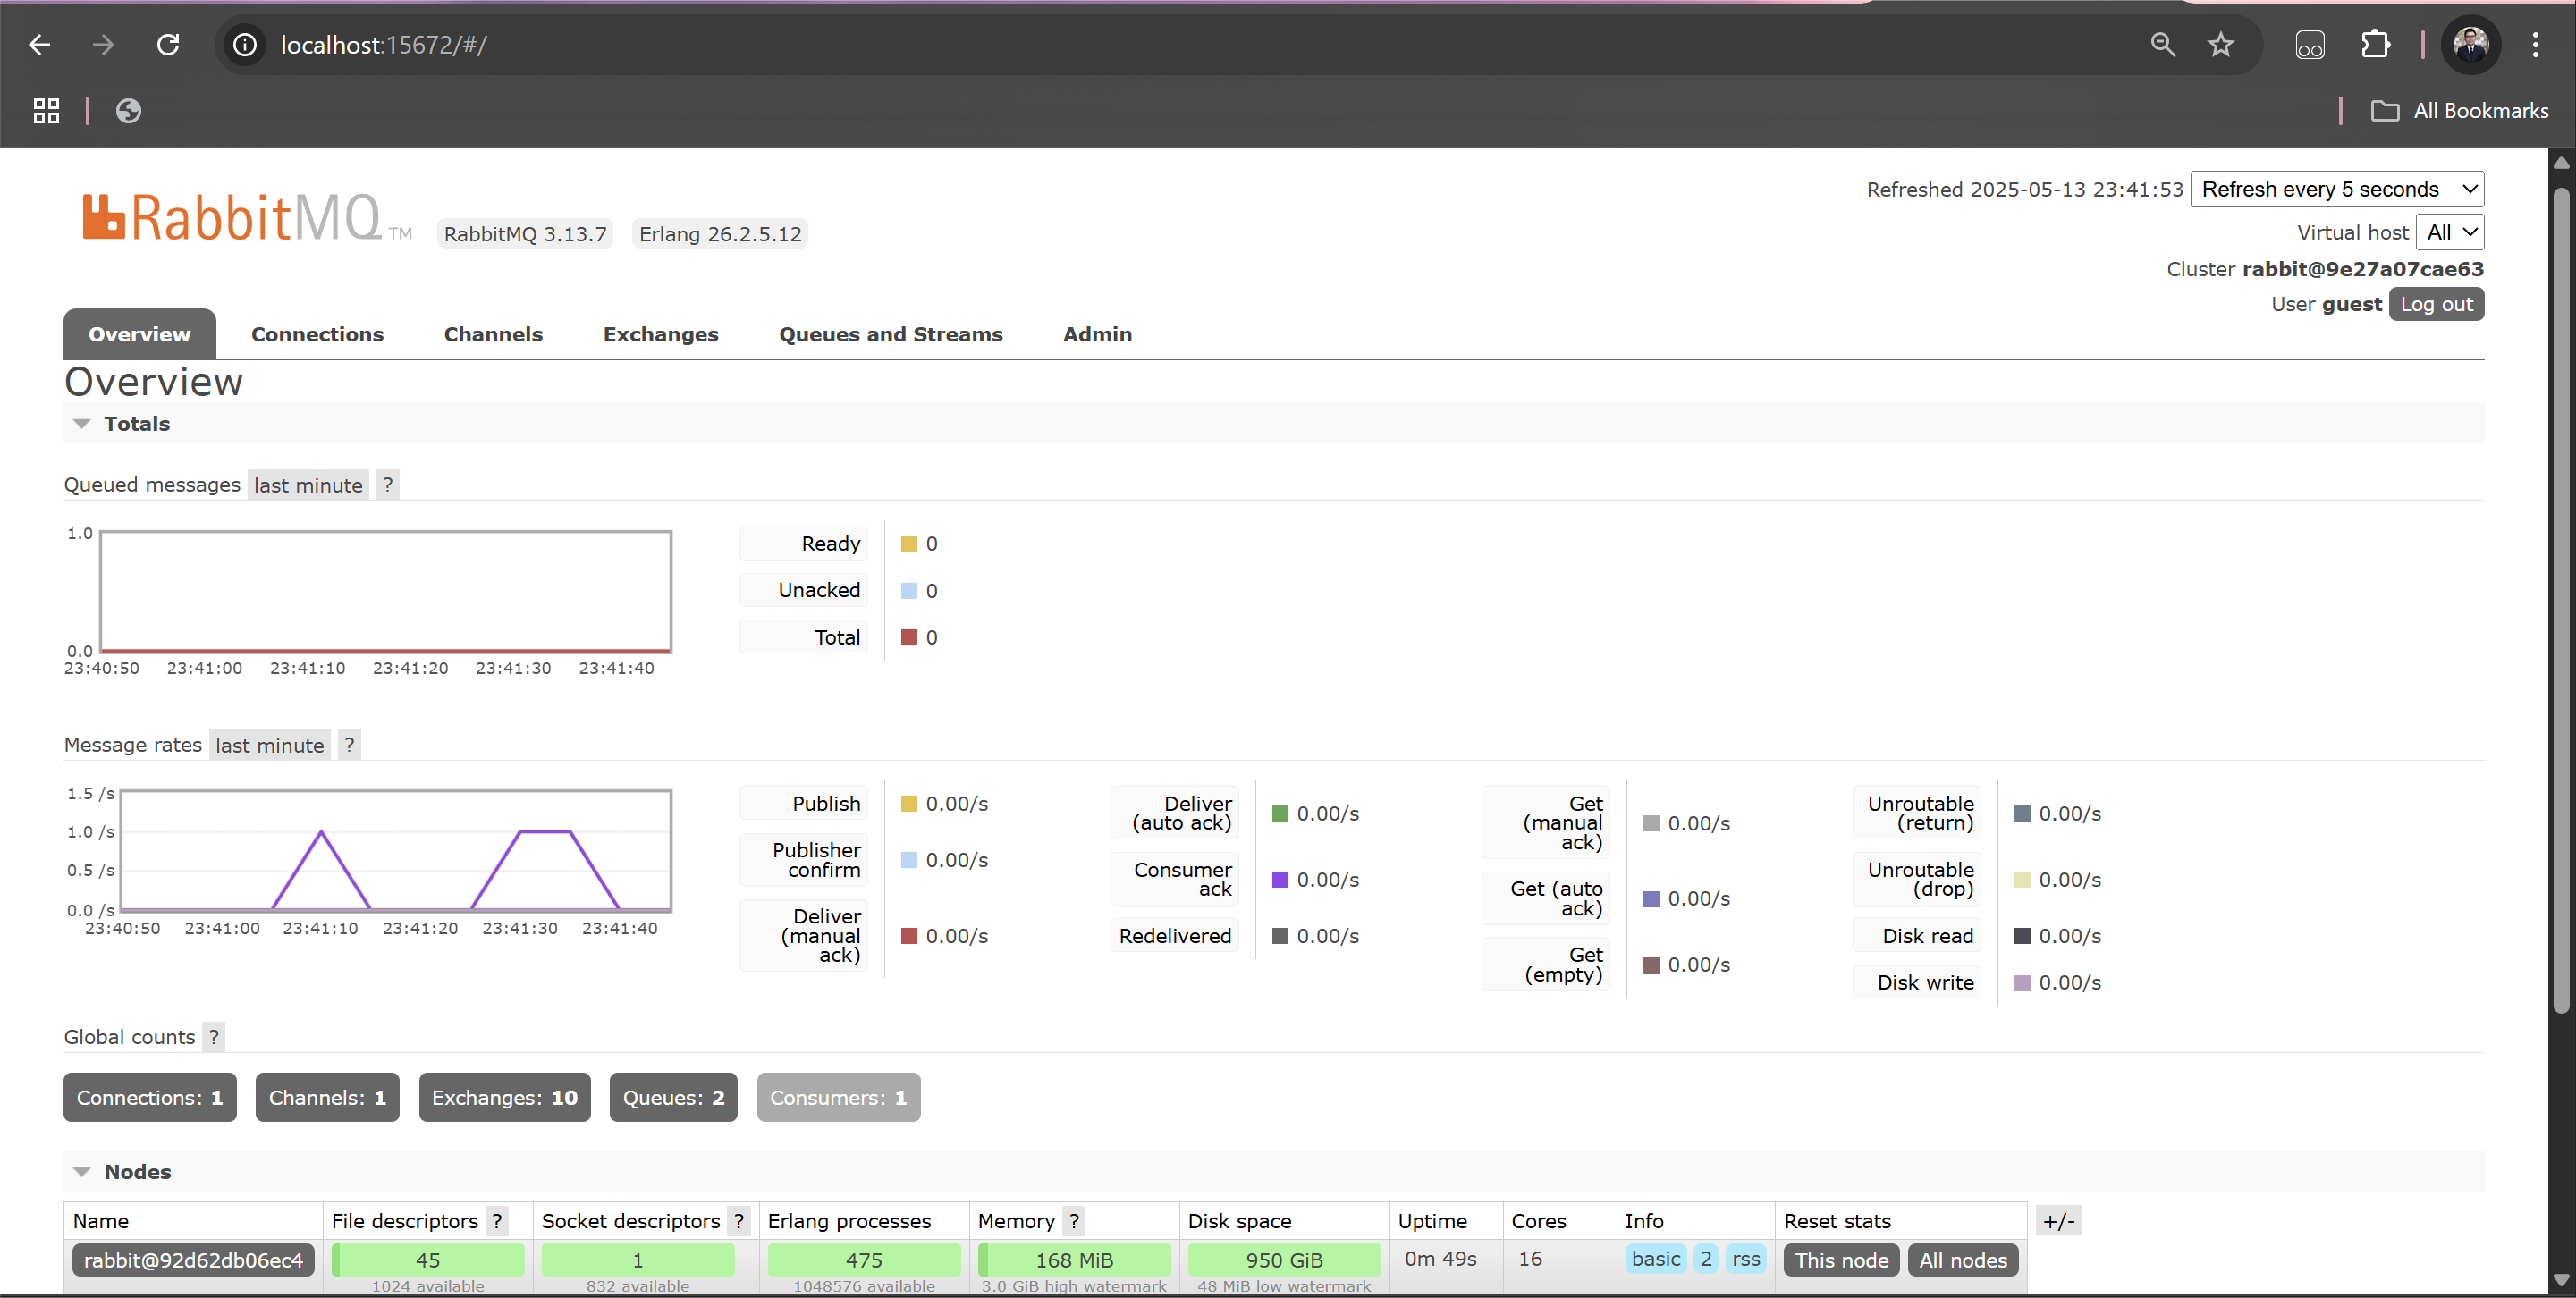 localhost:15672/#/
All Bookmarks
RabbitMQ TM
RabbitMQ 3.13.7
Erlang 26.2.5.12
Refreshed 2025-05-13 23:41:53
Refresh every 5 seconds
Virtual host
All
Cluster rabbit@9e27a07cae63
User guest
Log out
Overview
Connections
Channels
Exchanges
Queues and Streams
Admin
Overview
Totals
Queued messages last minute ?
1.0
0.0
23:40:50 23:41:00 23:41:10 23:41:20 23:41:30 23:41:40
Ready 0
Unacked 0
Total 0
Message rates last minute ?
1.5 /s
1.0 /s
0.5 /s
0.0 /s
23:40:50 23:41:00 23:41:10 23:41:20 23:41:30 23:41:40
Publish 0.00/s
Publisher
confirm 0.00/s
Deliver
(manual 0.00/s
ack)
Deliver
(auto ack) 0.00/s
Consumer
ack 0.00/s
Redelivered 0.00/s
Get
(manual 0.00/s
ack)
Get (auto
ack) 0.00/s
Get
(empty) 0.00/s
Unroutable
(return) 0.00/s
Unroutable
(drop) 0.00/s
Disk read 0.00/s
Disk write 0.00/s
Global counts ?
Connections: 1
Channels: 1
Exchanges: 10
Queues: 2
Consumers: 1
Nodes
Name File descriptors ? Socket descriptors ? Erlang processes Memory ? Disk space Uptime Cores Info Reset stats +/-
rabbit@92d62db06ec4 45 1 475 168 MiB 950 GiB 0m 49s 16 basic 2 rss This node All nodes
1024 available 832 available 1048576 available 3.0 GiB high watermark 48 MiB low watermark